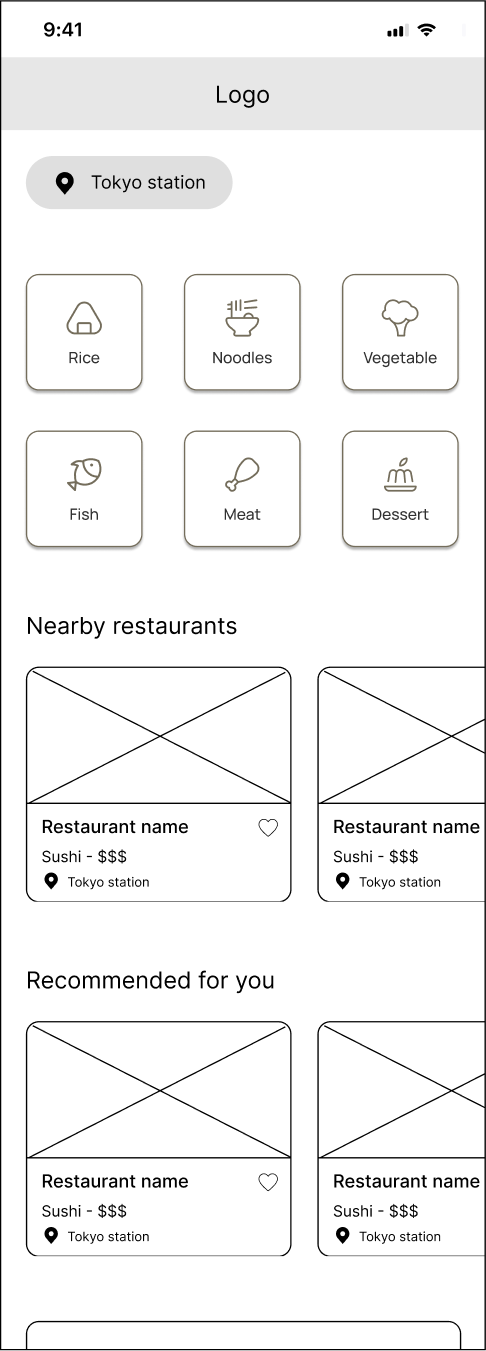 9:41
Logo
Tokyo station
Rice
Noodles
Vegetable
Fish
Meat
Dessert
Nearby restaurants
Restaurant name
Sushi - $$$
Tokyo station
Restaurant name
Sushi - $$$
Tokyo station
Recommended for you
Restaurant name
Sushi - $$$
Tokyo station
Restaurant name
Sushi - $$$
Tokyo station